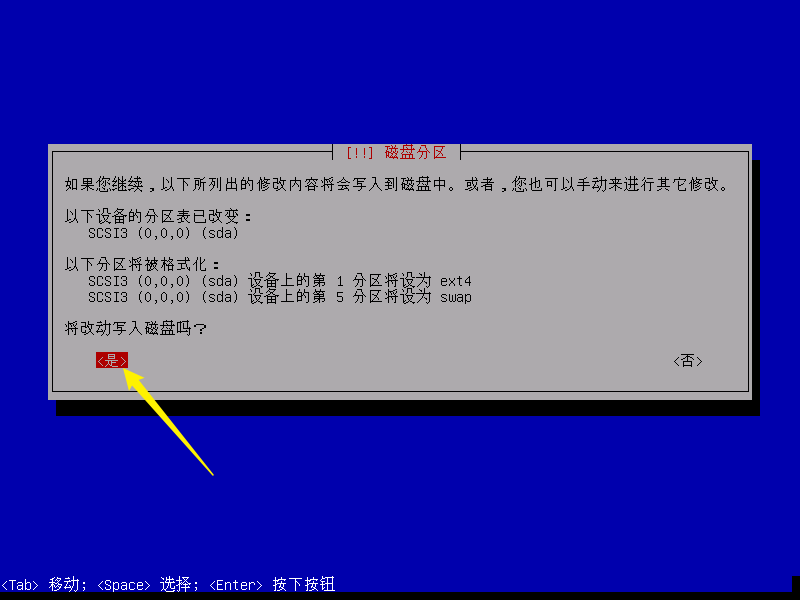 [!!] 磁盘分区
如果您继续,以下所列出的修改内容将会写入到磁盘中。或者,您也可以手动来进行其它修改。
以下设备的分区表已改变:
SCSI3 (0,0,0) (sda)
以下分区将被格式化:
SCSI3 (0,0,0) (sda) 设备上的第 1 分区将设为 ext4
SCSI3 (0,0,0) (sda) 设备上的第 5 分区将设为 swap
将改动写入磁盘吗?
<是> <否>
<Tab> 移动; <Space> 选择; <Enter> 按下按钮